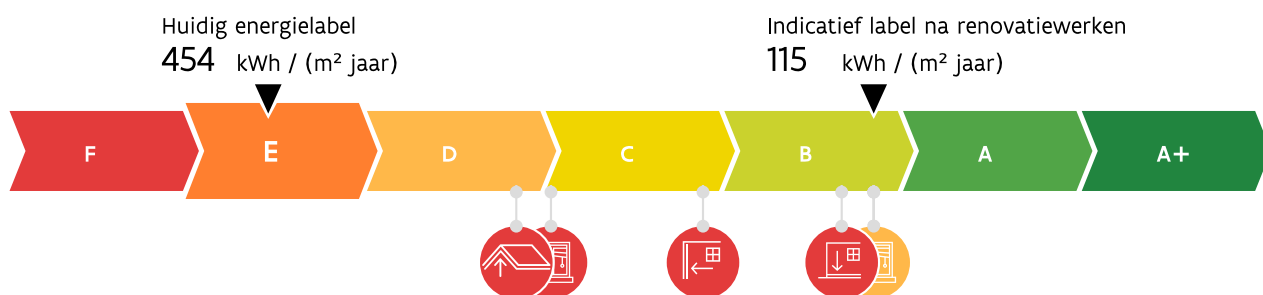 Huidig energielabel
454 kWh / (m² jaar)
Indicatief label na renovatiewerken
115 kWh / (m² jaar)
F E D C B A A+